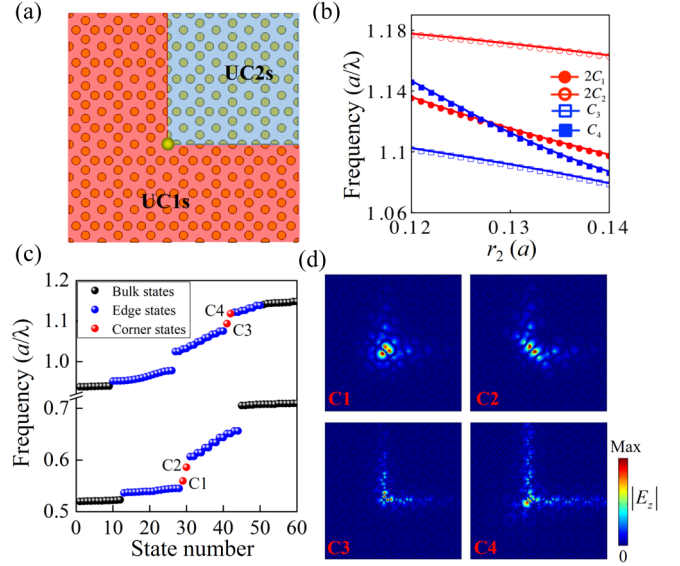 (a)
UC2s
UC1s
(b)
Frequency (a/λ)
1.18
1.14
1.1
1.06
0.12
0.13
0.14
r₂ (a)
2C₁
2C₂
C₃
C₄
(c)
Frequency (a/λ)
1.2
1.1
1.0
0.7
0.6
0.5
0
10
20
30
40
50
60
State number
Bulk states
Edge states
Corner states
C4
C3
C2
C1
(d)
C1
C2
C3
C4
Max
|E_z|
0